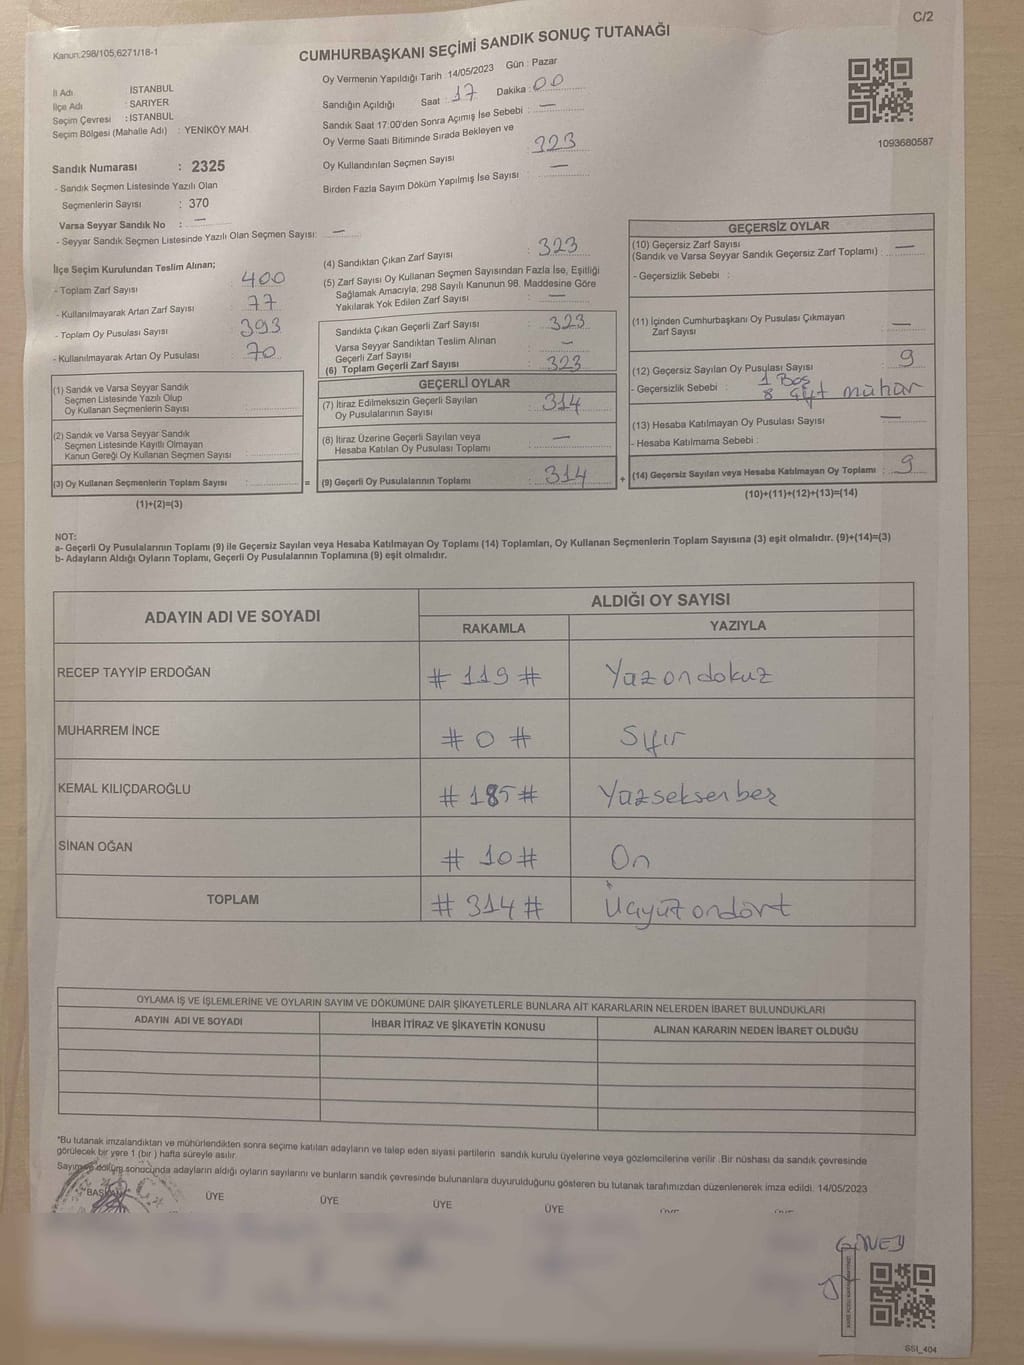 C/2
Kanun:298/105,6271/18-1
CUMHURBAŞKANI SEÇİMİ SANDIK SONUÇ TUTANAĞI
Oy Vermenin Yapıldığı Tarih : 14/05/2023 Gün : Pazar
İl Adı İSTANBUL
İlçe Adı : SARIYER
Seçim Çevresi : İSTANBUL
Seçim Bölgesi (Mahalle Adı) : YENİKÖY MAH.
Sandığın Açıldığı Saat : 17 Dakika : 00
Sandık Saat 17:00'den Sonra Açımış İse Sebebi : —
Oy Verme Saati Bitiminde Sırada Bekleyen ve
Oy Kullandırılan Seçmen Sayısı 323
Birden Fazla Sayım Döküm Yapılmış İse Sayısı : —
1093680587
Sandık Numarası : 2325
- Sandık Seçmen Listesinde Yazılı Olan
Seçmenlerin Sayısı : 370
Varsa Seyyar Sandık No : —
- Seyyar Sandık Seçmen Listesinde Yazılı Olan Seçmen Sayısı: —
İlçe Seçim Kurulundan Teslim Alınan;
- Toplam Zarf Sayısı : 400
- Kullanılmayarak Artan Zarf Sayısı : 77
- Toplam Oy Pusulası Sayısı : 393
- Kullanılmayarak Artan Oy Pusulası : 70
(1) Sandık ve Varsa Seyyar Sandık
Seçmen Listesinde Yazılı Olup
Oy Kullanan Seçmenlerin Sayısı :
(2) Sandık ve Varsa Seyyar Sandık
Seçmen Listesinde Kayıtlı Olmayan
Kanun Gereği Oy Kullanan Seçmen Sayısı :
(3) Oy Kullanan Seçmenlerin Toplam Sayısı : =
(1)+(2)=(3)
(4) Sandıktan Çıkan Zarf Sayısı : 323
(5) Zarf Sayısı Oy Kullanan Seçmen Sayısından Fazla İse, Eşitliği
Sağlamak Amacıyla, 298 Sayılı Kanunun 98. Maddesine Göre
Yakılarak Yok Edilen Zarf Sayısı : —
Sandıkta Çıkan Geçerli Zarf Sayısı : 323
Varsa Seyyar Sandıktan Teslim Alınan
Geçerli Zarf Sayısı : —
(6) Toplam Geçerli Zarf Sayısı : 323
GEÇERLİ OYLAR
(7) İtiraz Edilmeksizin Geçerli Sayılan
Oy Pusulalarının Sayısı : 314
(8) İtiraz Üzerine Geçerli Sayılan veya
Hesaba Katılan Oy Pusulası Toplamı : —
(9) Geçerli Oy Pusulalarının Toplamı : 314 +
GEÇERSİZ OYLAR
(10) Geçersiz Zarf Sayısı
(Sandık ve Varsa Seyyar Sandık Geçersiz Zarf Toplamı) : —
- Geçersizlik Sebebi :
(11) İçinden Cumhurbaşkanı Oy Pusulası Çıkmayan
Zarf Sayısı : —
(12) Geçersiz Sayılan Oy Pusulası Sayısı : 9
- Geçersizlik Sebebi : 1 Boş
8 Çift mühür
(13) Hesaba Katılmayan Oy Pusulası Sayısı : —
- Hesaba Katılmama Sebebi :
(14) Geçersiz Sayılan veya Hesaba Katılmayan Oy Toplamı : 9
(10)+(11)+(12)+(13)=(14)
NOT:
a- Geçerli Oy Pusulalarının Toplamı (9) ile Geçersiz Sayılan veya Hesaba Katılmayan Oy Toplamı (14) Toplamları, Oy Kullanan Seçmenlerin Toplam Sayısına (3) eşit olmalıdır. (9)+(14)=(3)
b- Adayların Aldığı Oyların Toplamı, Geçerli Oy Pusulalarının Toplamına (9) eşit olmalıdır.
ADAYIN ADI VE SOYADI ALDIĞI OY SAYISI
RAKAMLA YAZIYLA
RECEP TAYYİP ERDOĞAN # 119 # Yüzondokuz
MUHARREM İNCE # 0 # Sıfır
KEMAL KILIÇDAROĞLU # 185 # Yüzseksenbeş
SİNAN OĞAN # 10 # On
TOPLAM # 314 # Üçyüzondört
OYLAMA İŞ VE İŞLEMLERİNE VE OYLARIN SAYIM VE DÖKÜMÜNE DAİR ŞİKAYETLERLE BUNLARA AİT KARARLARIN NELERDEN İBARET BULUNDUKLARI
ADAYIN ADI VE SOYADI İHBAR İTİRAZ VE ŞİKAYETİN KONUSU ALINAN KARARIN NEDEN İBARET OLDUĞU
*Bu tutanak imzalandıktan ve mühürlendikten sonra seçime katılan adayların ve talep eden siyasi partilerin sandık kurulu üyelerine veya gözlemcilerine verilir .Bir nüshası da sandık çevresinde
görülecek bir yere 1 (bir ) hafta süreyle asılır.
Sayım ve döküm sonucunda adayların aldığı oyların sayılarını ve bunların sandık çevresinde bulunanlara duyurulduğunu gösteren bu tutanak tarafımızdan düzenlenerek imza edildi. 14/05/2023
BAŞKAN ÜYE ÜYE ÜYE ÜYE
GÜNEY
SSI_404